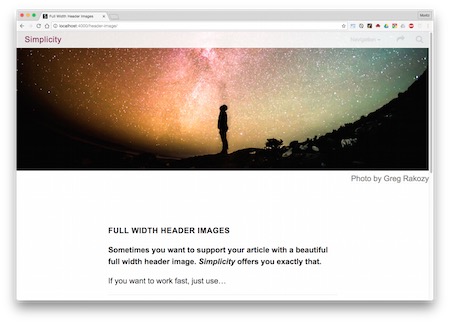 Full Width Header Images
localhost:4000/header-image/
Simplicity
Navigation
Photo by Greg Rakozy
FULL WIDTH HEADER IMAGES
Sometimes you want to support your article with a beautiful
full width header image. Simplicity offers you exactly that.
If you want to work fast, just use…